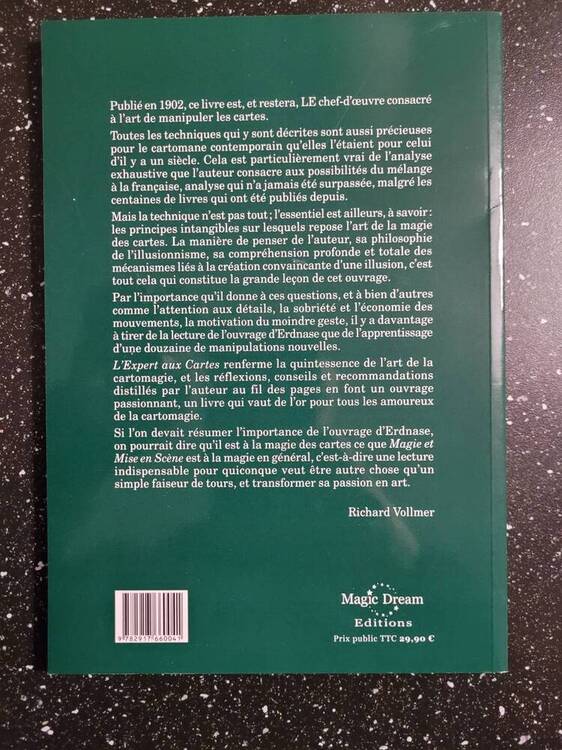 Publié en 1902, ce livre est, et restera, LE chef-d'œuvre consacré
à l'art de manipuler les cartes.
Toutes les techniques qui y sont décrites sont aussi précieuses
pour le cartomane contemporain qu'elles l'étaient pour celui
d'il y a un siècle. Cela est particulièrement vrai de l'analyse
exhaustive que l'auteur consacre aux possibilités du mélange
à la française, analyse qui n'a jamais été surpassée, malgré les
centaines de livres qui ont été publiés depuis.
Mais la technique n'est pas tout ; l'essentiel est ailleurs, à savoir :
les principes intangibles sur lesquels repose l'art de la magie
des cartes. La manière de penser de l'auteur, sa philosophie
de l'illusionnisme, sa compréhension profonde et totale des
mécanismes liés à la création convaincante d'une illusion, c'est
tout cela qui constitue la grande leçon de cet ouvrage.
Par l'importance qu'il donne à ces questions, et à bien d'autres
comme l'attention aux détails, la sobriété et l'économie des
mouvements, la motivation du moindre geste, il y a davantage
à tirer de la lecture de l'ouvrage d'Erdnase que de l'apprentissage
d'une douzaine de manipulations nouvelles.
L'Expert aux Cartes renferme la quintessence de l'art de la
cartomagie, et les réflexions, conseils et recommandations
distillés par l'auteur au fil des pages en font un ouvrage
passionnant, un livre qui vaut de l'or pour tous les amoureux
de la cartomagie.
Si l'on devait résumer l'importance de l'ouvrage d'Erdnase,
on pourrait dire qu'il est à la magie des cartes ce que Magie et
Mise en Scène est à la magie en général, c'est-à-dire une lecture
indispensable pour quiconque veut être autre chose qu'un
simple faiseur de tours, et transformer sa passion en art.
Richard Vollmer
Magic Dream
Editions
Prix public TTC 29,90 €
9 782917 660041